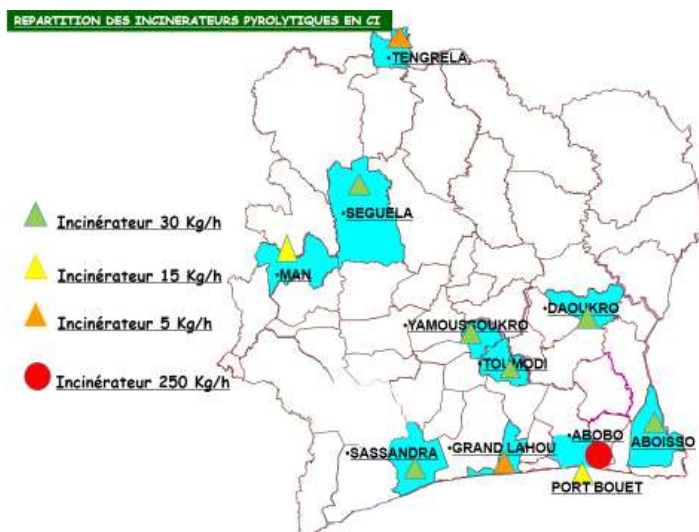 REPARTITION DES INCINERATEURS PYROLYTIQUES EN CI
•TENGRELA
•SEGUELA
Incinérateur 30 Kg/h
•MAN
Incinérateur 15 Kg/h
•DAOUKRO
Incinérateur 5 Kg/h
•YAMOUSSOUKRO
•TOUMODI
Incinérateur 250 Kg/h
•ABOBO
ABOISSO
•GRAND LAHOU
•SASSANDRA
PORT BOUET